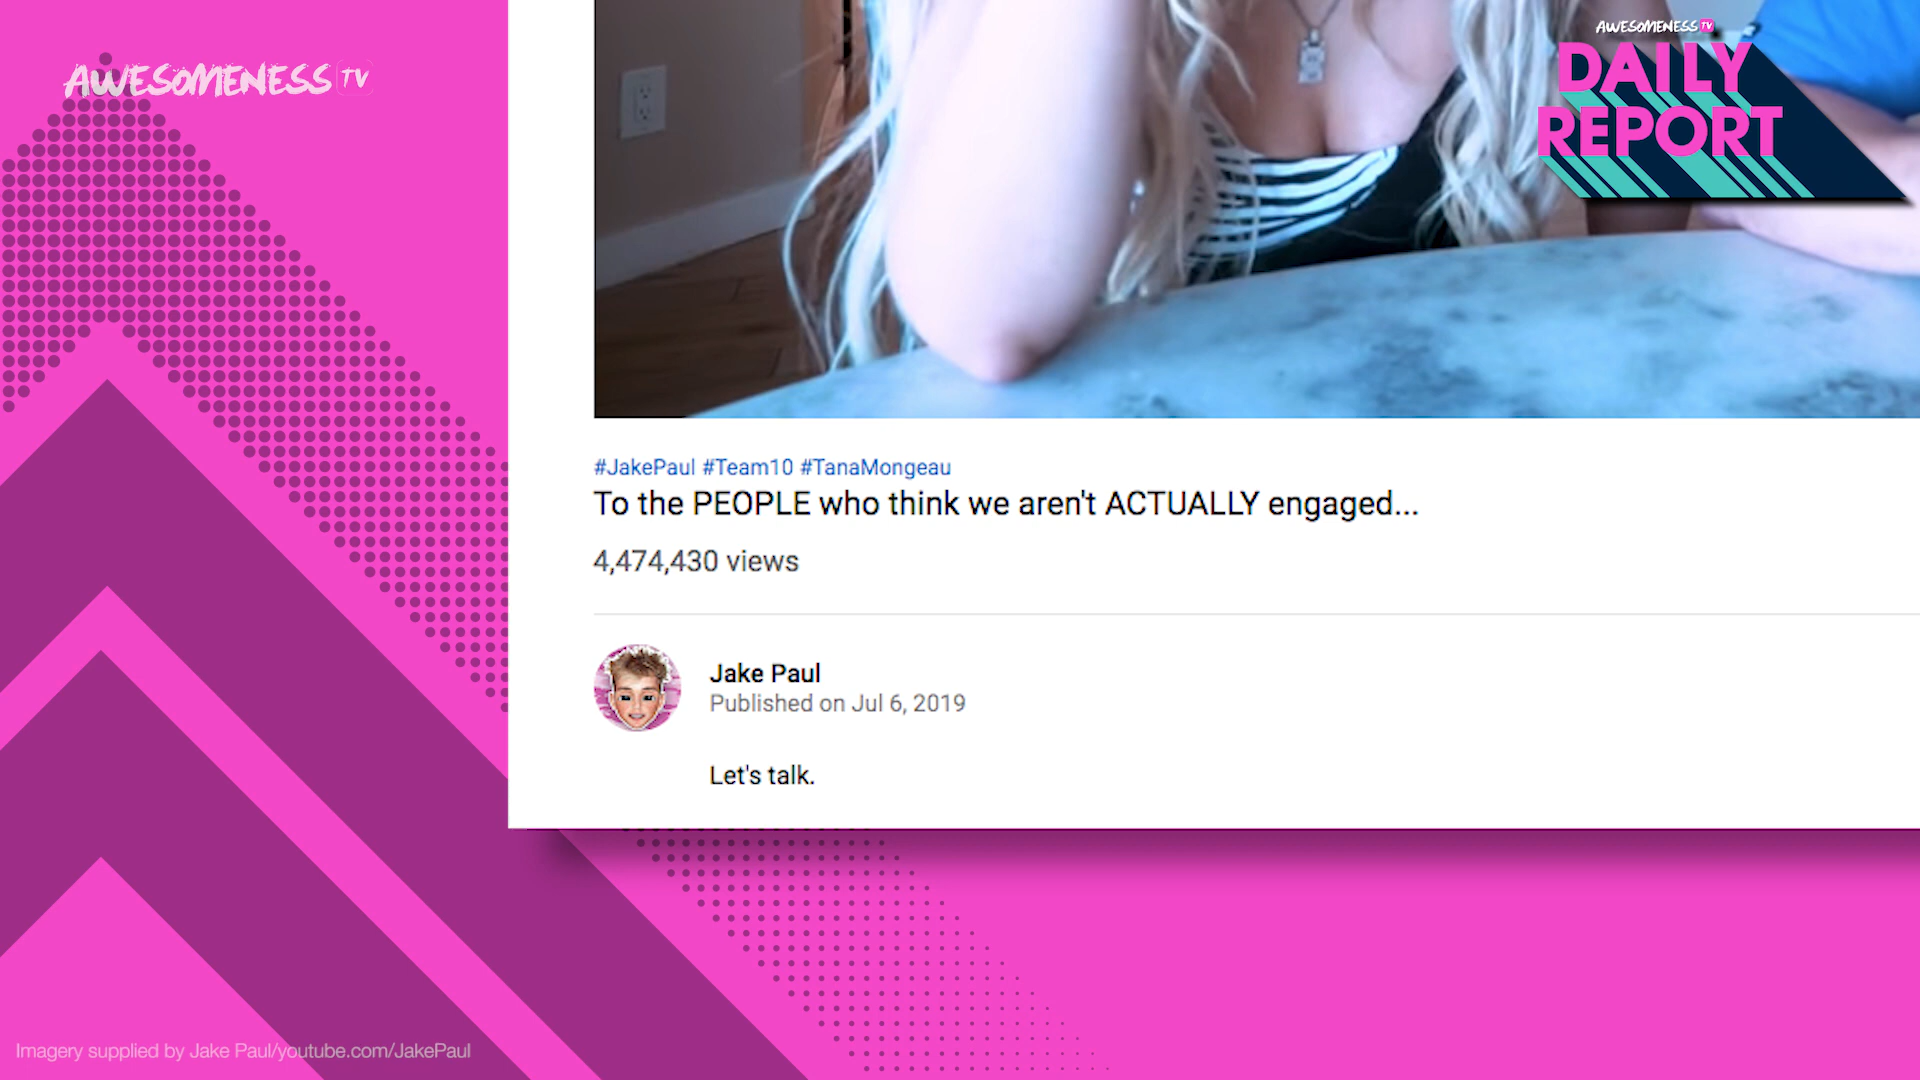 AWESOMENESS TV
AWESOMENESS TV
DAILY
REPORT
#JakePaul #Team10 #TanaMongeau
To the PEOPLE who think we aren't ACTUALLY engaged...
4,474,430 views
Jake Paul
Published on Jul 6, 2019
Let's talk.
Imagery supplied by Jake Paul/youtube.com/JakePaul